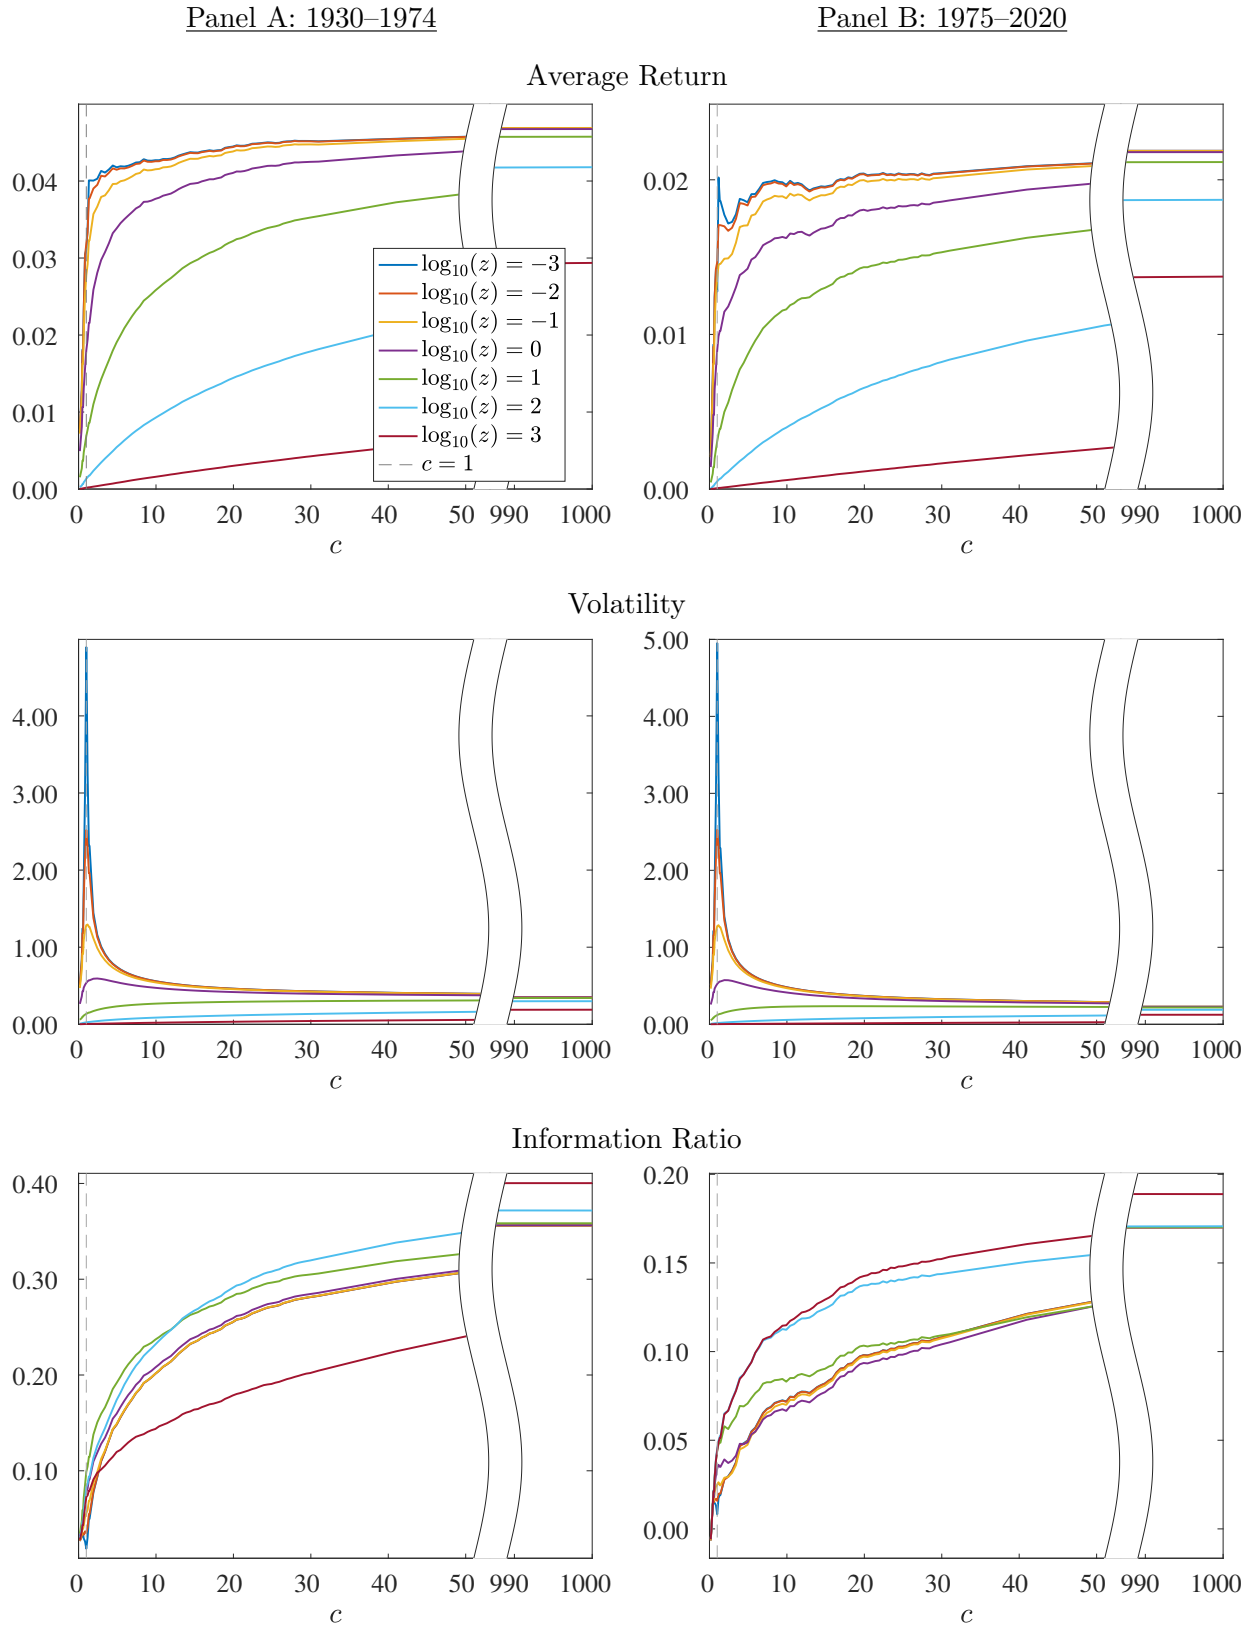 Panel A: 1930–1974
Panel B: 1975–2020
Average Return
0.04
0.03
0.02
0.01
0.00
0 10 20 30 40 50 990 1000
c
log10(z) = −3
log10(z) = −2
log10(z) = −1
log10(z) = 0
log10(z) = 1
log10(z) = 2
log10(z) = 3
c = 1
0.02
0.01
0.00
0 10 20 30 40 50 990 1000
c
Volatility
4.00
3.00
2.00
1.00
0.00
0 10 20 30 40 50 990 1000
c
5.00
4.00
3.00
2.00
1.00
0.00
0 10 20 30 40 50 990 1000
c
Information Ratio
0.40
0.30
0.20
0.10
0 10 20 30 40 50 990 1000
c
0.20
0.15
0.10
0.05
0.00
0 10 20 30 40 50 990 1000
c